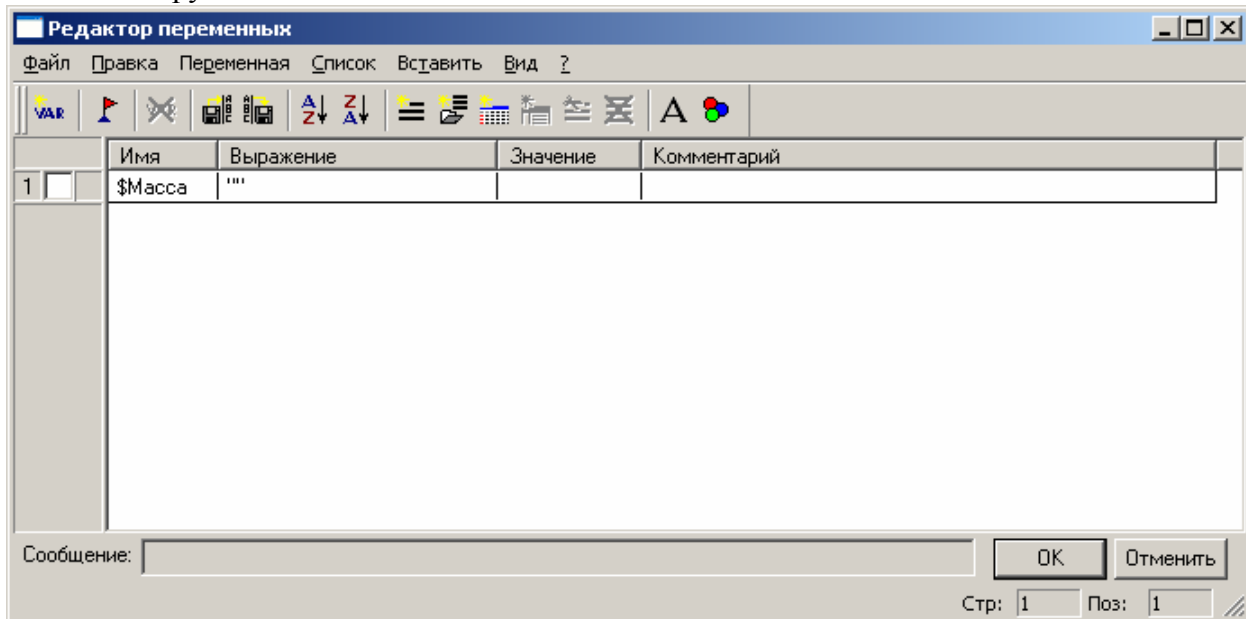 Редактор переменных
Файл Правка Переменная Список Вставить Вид ?
VAR A Z Z A A
Имя Выражение Значение Комментарий
1 $Масса ""
Сообщение: OK Отменить
Стр: 1 Поз: 1